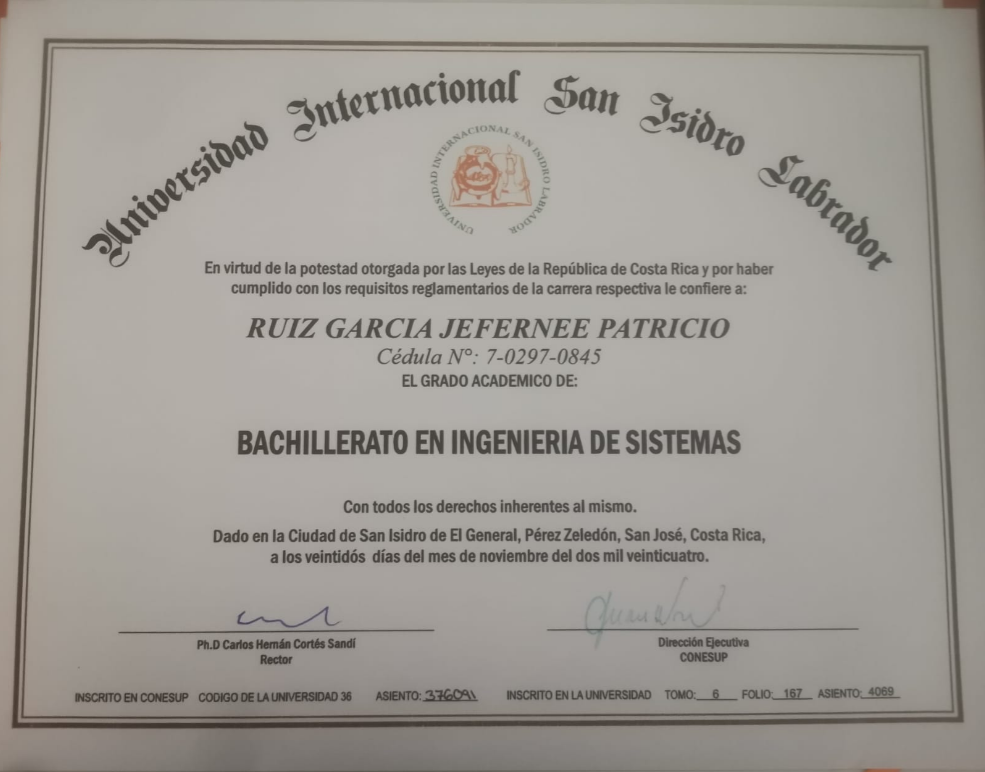 Universidad Internacional San Isidro Labrador
UNIVERSIDAD INTERNACIONAL SAN ISIDRO LABRADOR
En virtud de la potestad otorgada por las Leyes de la República de Costa Rica y por haber
cumplido con los requisitos reglamentarios de la carrera respectiva le confiere a:
RUIZ GARCIA JEFERNEE PATRICIO
Cédula N°: 7-0297-0845
EL GRADO ACADEMICO DE:
BACHILLERATO EN INGENIERIA DE SISTEMAS
Con todos los derechos inherentes al mismo.
Dado en la Ciudad de San Isidro de El General, Pérez Zeledón, San José, Costa Rica,
a los veintidós días del mes de noviembre del dos mil veinticuatro.
Ph.D Carlos Hernán Cortés Sandí
Rector
Dirección Ejecutiva
CONESUP
INSCRITO EN CONESUP CODIGO DE LA UNIVERSIDAD 36 ASIENTO: 376091 INSCRITO EN LA UNIVERSIDAD TOMO: 6 FOLIO: 167 ASIENTO: 4069